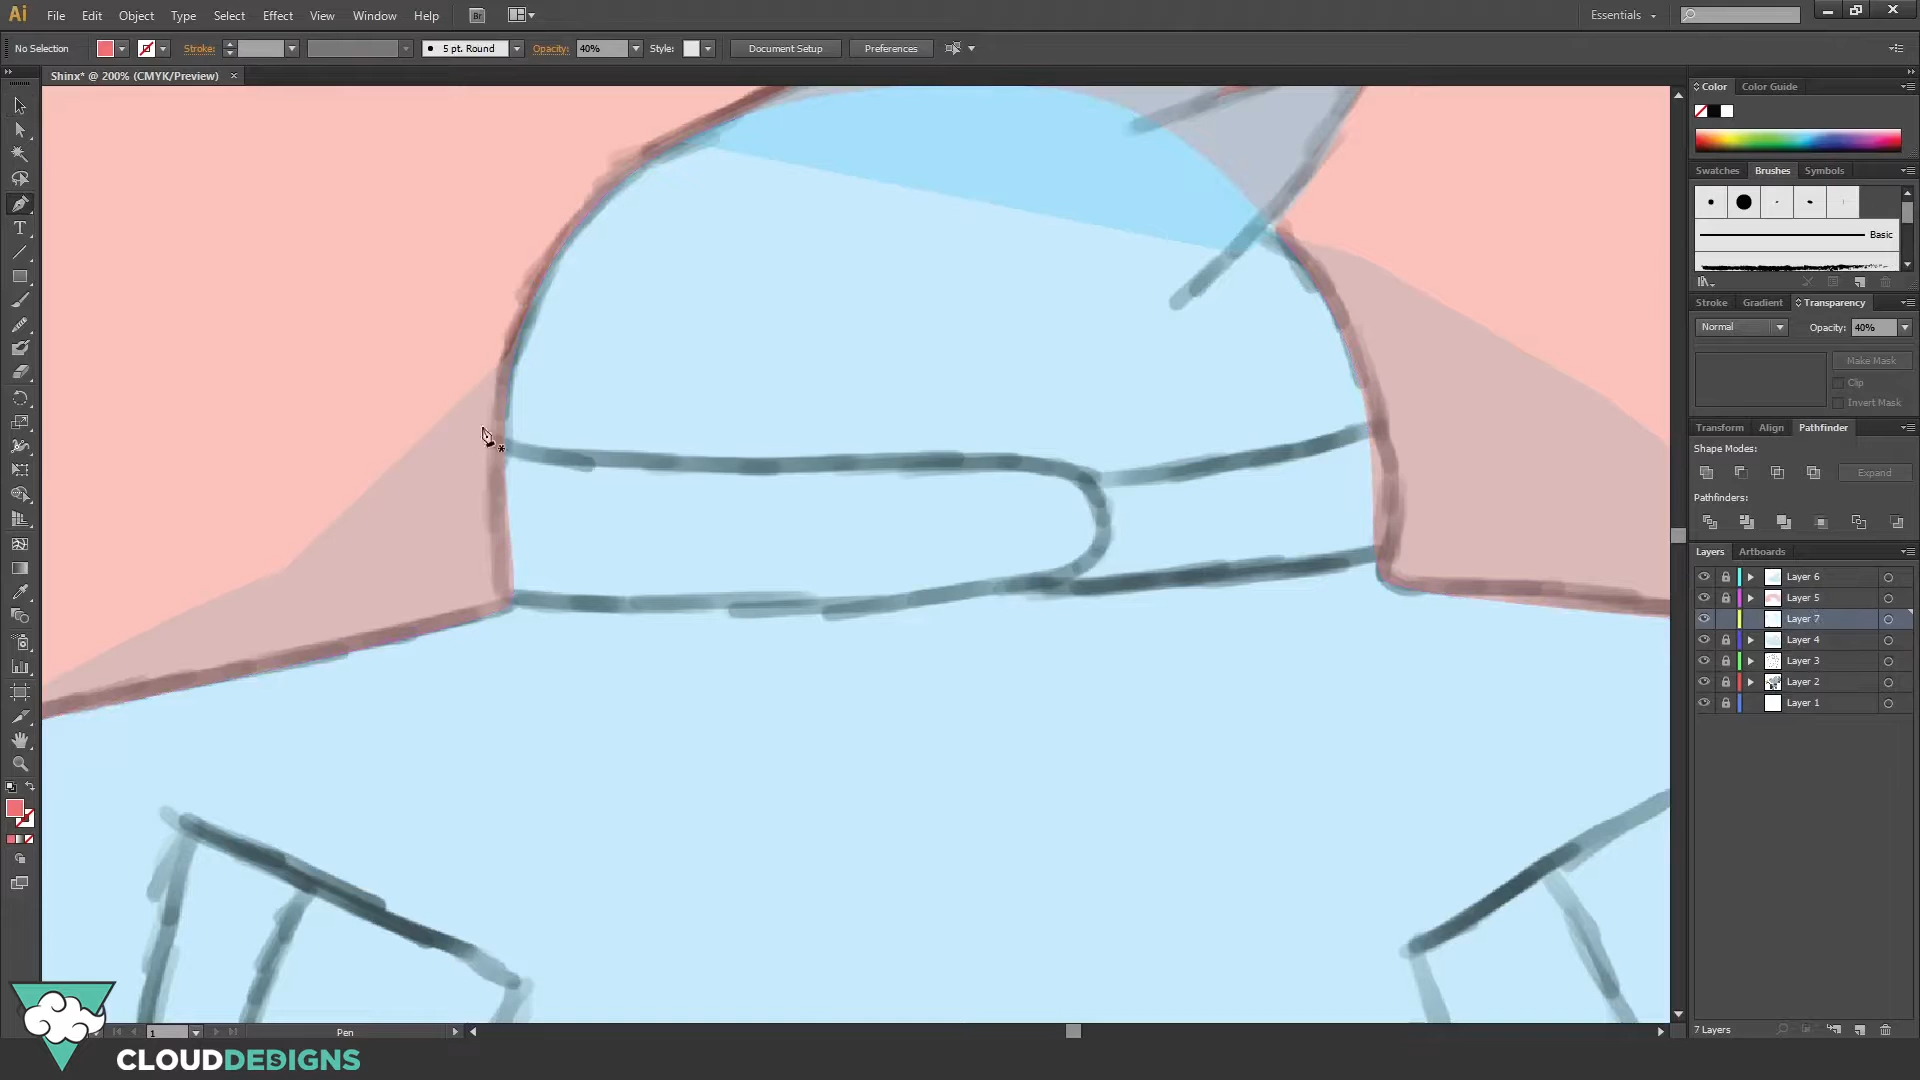 Ai File Edit Object Type Select Effect View Window Help Br Essentials
No Selection Stroke: 5 pt. Round Opacity: 40% Style: Document Setup Preferences
Shinx* @ 200% (CMYK/Preview)
Color Color Guide
Swatches Brushes Symbols
Basic
Stroke Gradient Transparency
Normal Opacity: 40%
Make Mask
Clip
Invert Mask
Transform Align Pathfinder
Shape Modes:
Expand
Pathfinders:
Layers Artboards
Layer 6
Layer 5
Layer 7
Layer 4
Layer 3
Layer 2
Layer 1
7 Layers
1 Pen
CLOUDDESIGNS